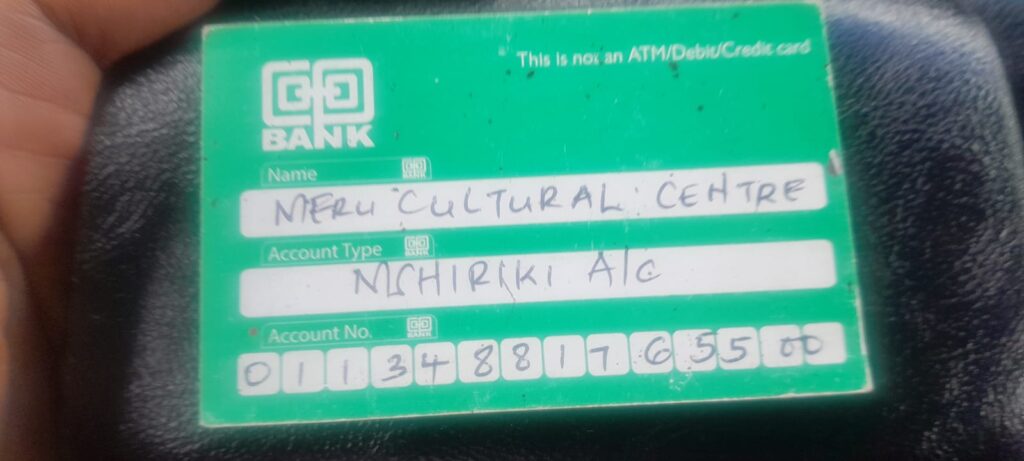 This is not an ATM/Debit/Credit card
BANK
Name
MERU CULTURAL CENTRE
Account Type
MSHIRIKI A/C
Account No.
01134881765500